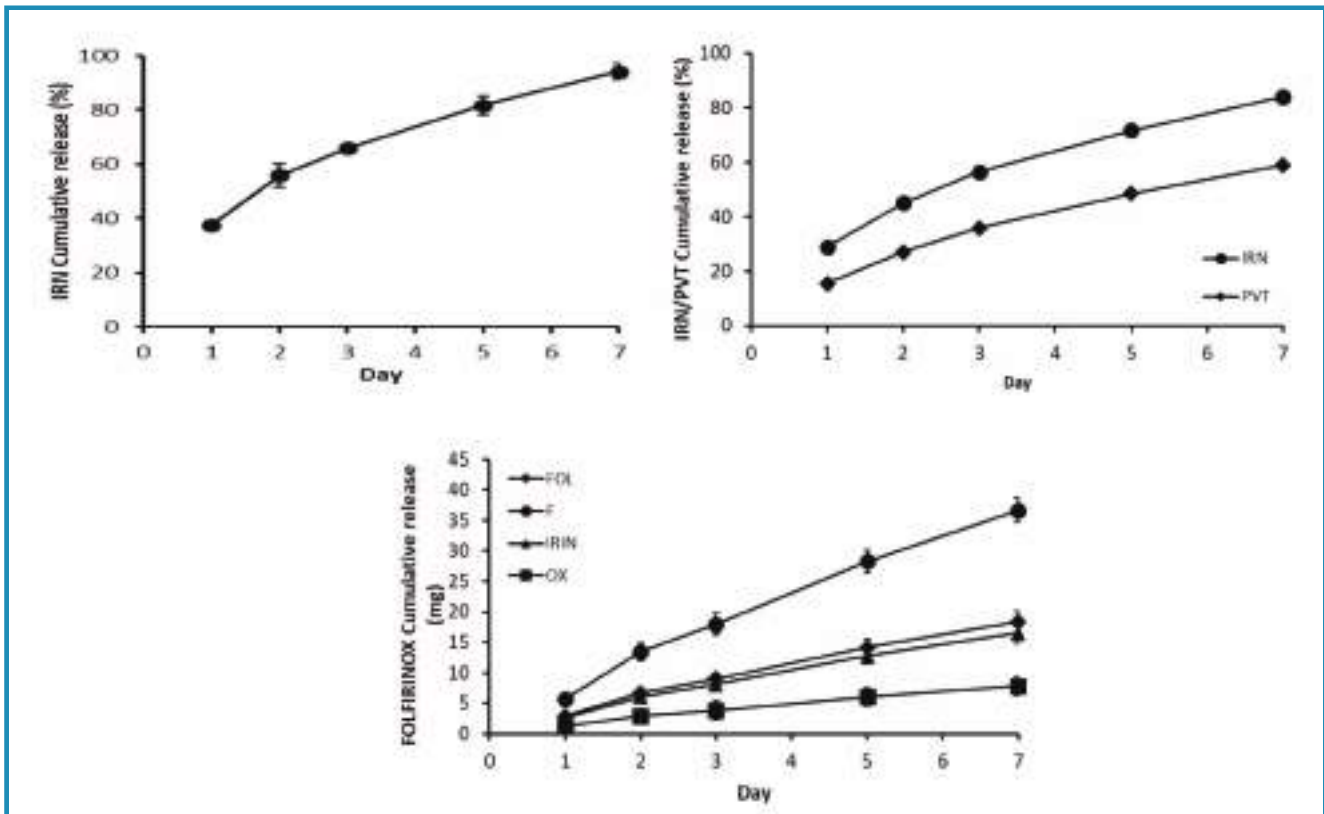 IRN Cumulative release (%)
100
80
60
40
20
0
0 1 2 3 5 6 7
Day
IRN/PVT Cumulative release (%)
100
80
60
40
20
0
IRN
PVT
0 1 2 3 4 5 6 7
Day
FOLFIRINOX Cumulative release
(mg)
45
40
35
30
25
20
15
10
5
0
FOL
F
IRIN
OX
0 1 2 3 4 5 6 7
Day